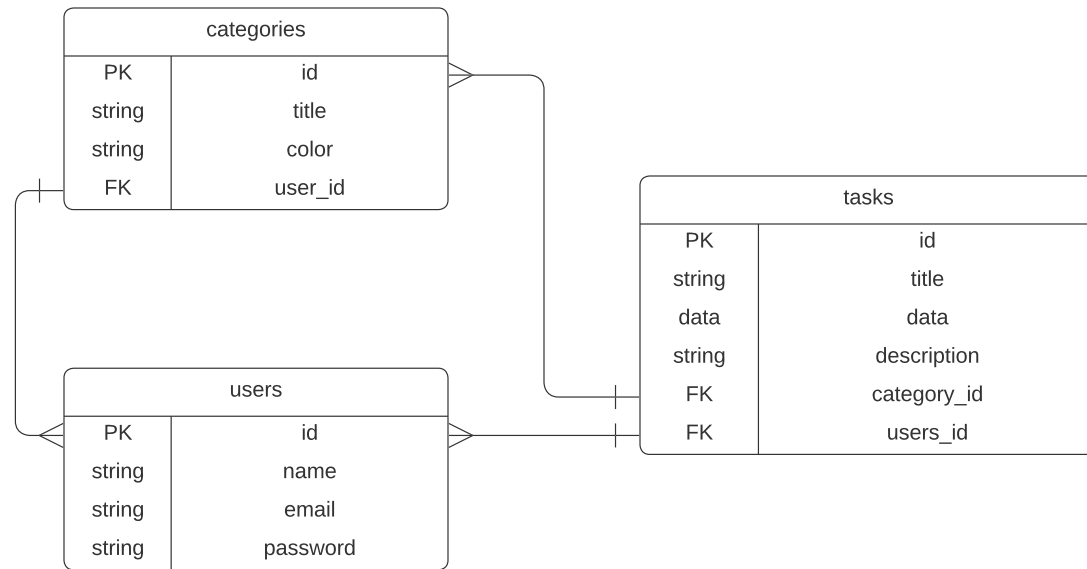 categories
PK id
string title
string color
FK user_id
tasks
PK id
string title
data data
string description
FK category_id
FK users_id
users
PK id
string name
string email
string password